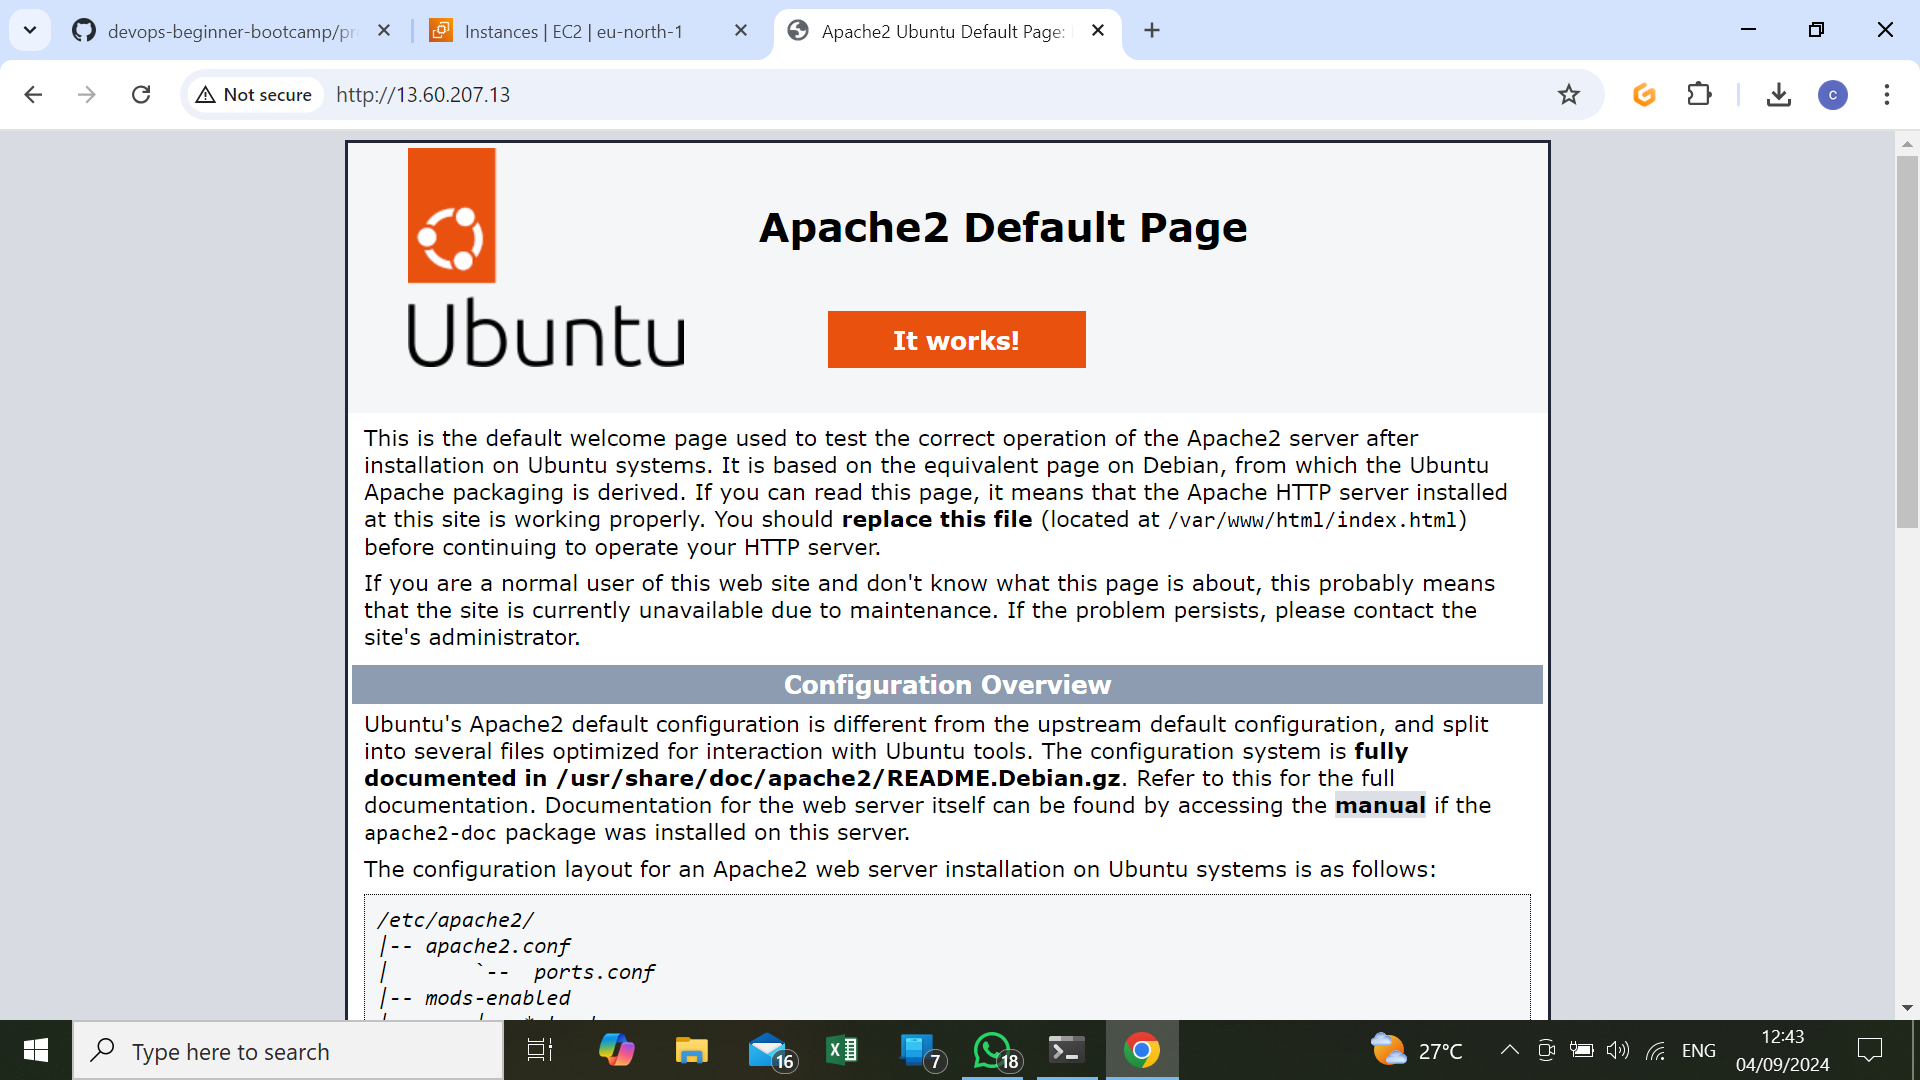 devops-beginner-bootcamp/pr
Instances | EC2 | eu-north-1
Apache2 Ubuntu Default Page:
Not secure
http://13.60.207.13
c
Ubuntu
Apache2 Default Page
It works!
This is the default welcome page used to test the correct operation of the Apache2 server after
installation on Ubuntu systems. It is based on the equivalent page on Debian, from which the Ubuntu
Apache packaging is derived. If you can read this page, it means that the Apache HTTP server installed
at this site is working properly. You should replace this file (located at /var/www/html/index.html)
before continuing to operate your HTTP server.
If you are a normal user of this web site and don't know what this page is about, this probably means
that the site is currently unavailable due to maintenance. If the problem persists, please contact the
site's administrator.
Configuration Overview
Ubuntu's Apache2 default configuration is different from the upstream default configuration, and split
into several files optimized for interaction with Ubuntu tools. The configuration system is fully
documented in /usr/share/doc/apache2/README.Debian.gz. Refer to this for the full
documentation. Documentation for the web server itself can be found by accessing the manual if the
apache2-doc package was installed on this server.
The configuration layout for an Apache2 web server installation on Ubuntu systems is as follows:
/etc/apache2/
|-- apache2.conf
|       `--  ports.conf
|-- mods-enabled
Type here to search
16
7
18
27°C
ENG
12:43
04/09/2024